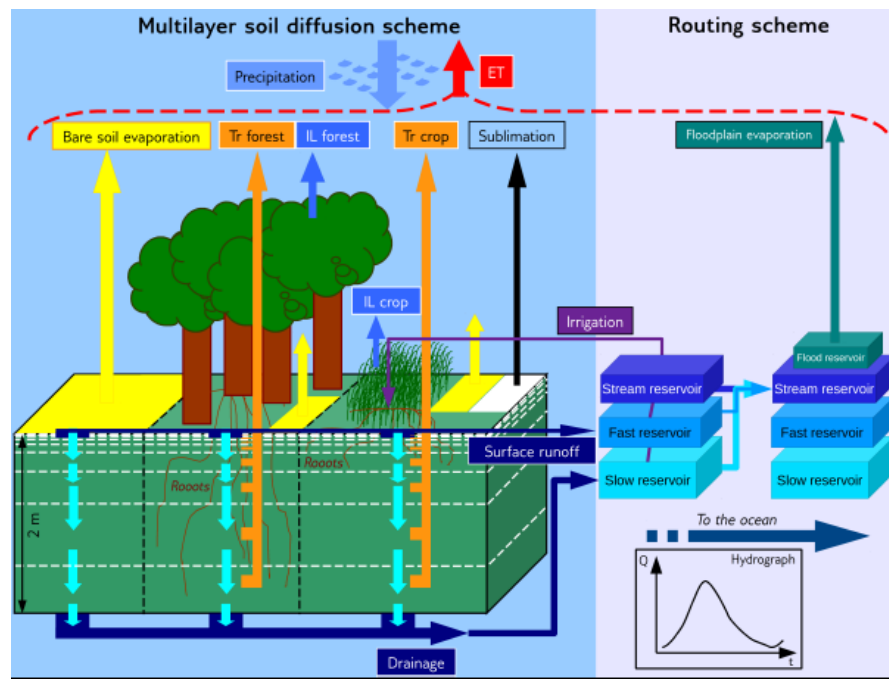 Multilayer soil diffusion scheme
Routing scheme
Precipitation
ET
Bare soil evaporation
Tr forest
IL forest
Tr crop
Sublimation
Floodplain evaporation
IL crop
Irrigation
Flood reservoir
Stream reservoir
Stream reservoir
Fast reservoir
Fast reservoir
Surface runoff
Slow reservoir
Slow reservoir
Rooots
Rooots
2 m
To the ocean
Q
Hydrograph
t
Drainage